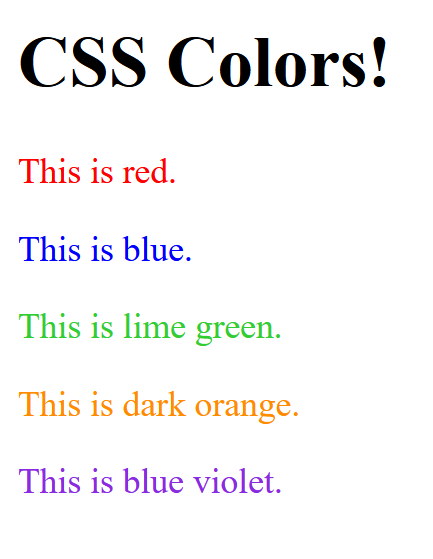 CSS Colors!
This is red.
This is blue.
This is lime green.
This is dark orange.
This is blue violet.